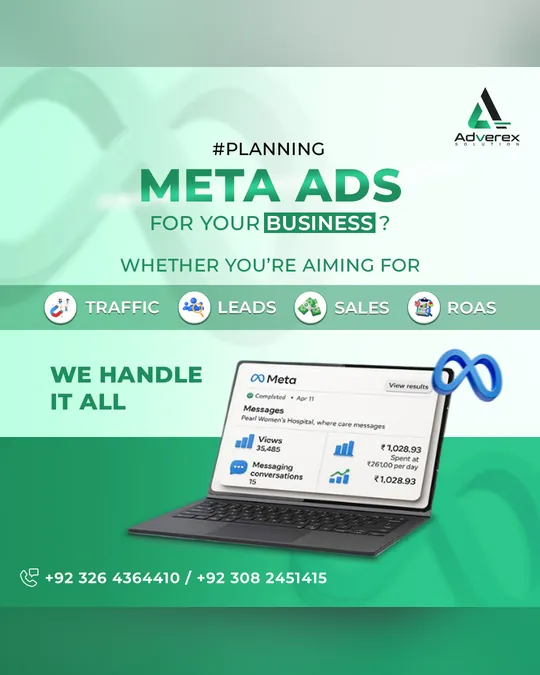 Adverex
SOLUTION
#PLANNING
META ADS
FOR YOUR BUSINESS?
WHETHER YOU'RE AIMING FOR
TRAFFIC LEADS SALES ROAS
WE HANDLE
IT ALL
Meta
View results
Completed • Apr 11
Messages
Pearl Women's Hospital, where care messages
Views
35,485
₹1,028.93
Spent at
₹261.00 per day
Messaging
conversations
15
₹1,028.93
+92 326 4364410 / +92 308 2451415